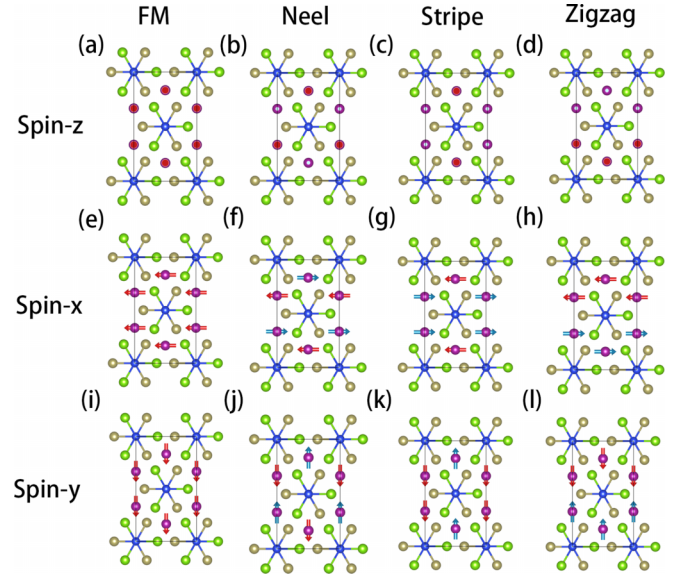 FM Neel Stripe Zigzag
(a) (b) (c) (d)
Spin-z
(e) (f) (g) (h)
Spin-x
(i) (j) (k) (l)
Spin-y